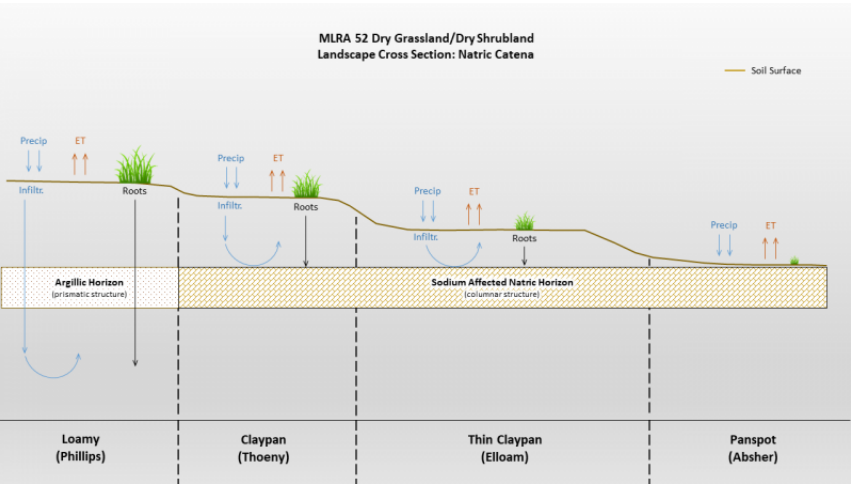 MLRA 52 Dry Grassland/Dry Shrubland
Landscape Cross Section: Natric Catena
Soil Surface
Precip
ET
Infiltr.
Roots
Precip
ET
Infiltr.
Roots
Precip
ET
Infiltr.
Roots
Precip
ET
Argillic Horizon
(prismatic structure)
Sodium Affected Natric Horizon
(columnar structure)
Loamy
(Phillips)
Claypan
(Thoeny)
Thin Claypan
(Elloam)
Panspot
(Absher)